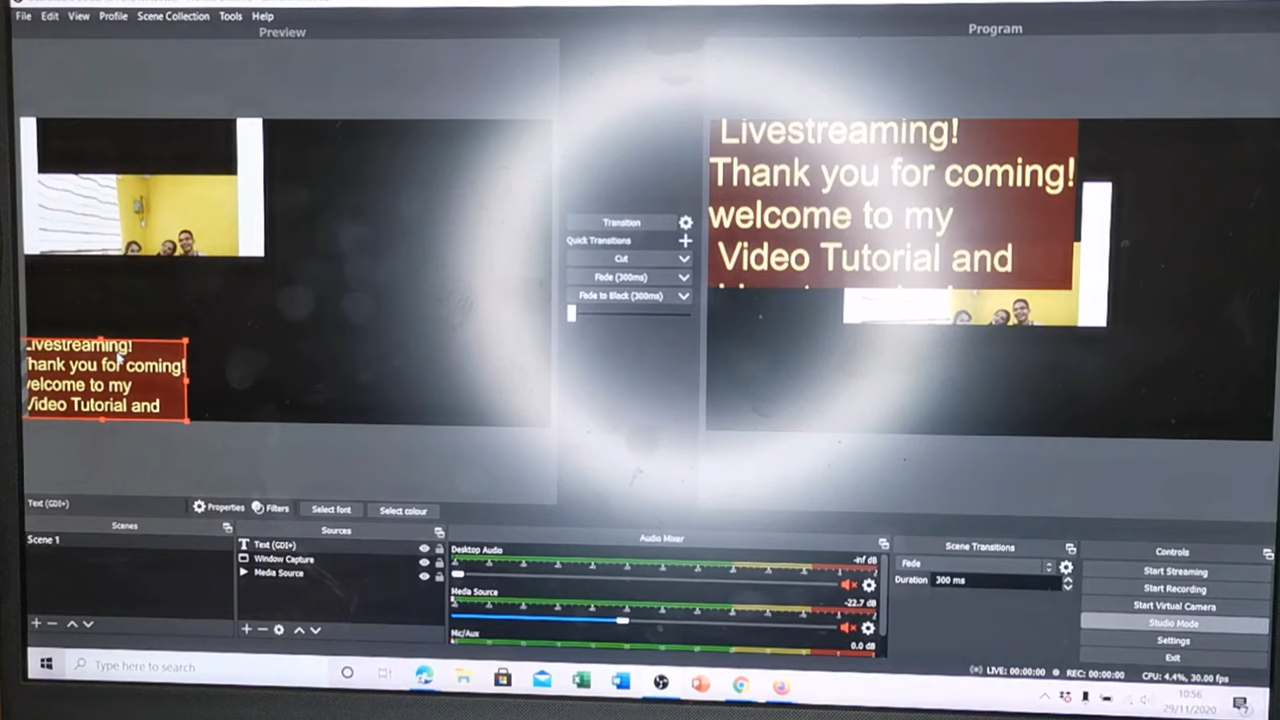 File Edit View Profile Scene Collection Tools Help
Preview
Program
Livestreaming!
Thank you for coming!
welcome to my
Video Tutorial and
Transition
Quick Transitions
Cut
Fade (300ms)
Fade to Black (300ms)
Livestreaming!
Thank you for coming!
welcome to my
Video Tutorial and
Text (GDI+)
Properties
Filters
Select font
Select colour
Scenes
Scene 1
Sources
Text (GDI+)
Window Capture
Media Source
Audio Mixer
Desktop Audio
-inf dB
Media Source
-22.7 dB
Mic/Aux
0.0 dB
Scene Transitions
Fade
Duration 300 ms
Controls
Start Streaming
Start Recording
Start Virtual Camera
Studio Mode
Settings
Exit
LIVE: 00:00:00
REC: 00:00:00
CPU: 4.4%, 30.00 fps
Type here to search
10:56
29/11/2020